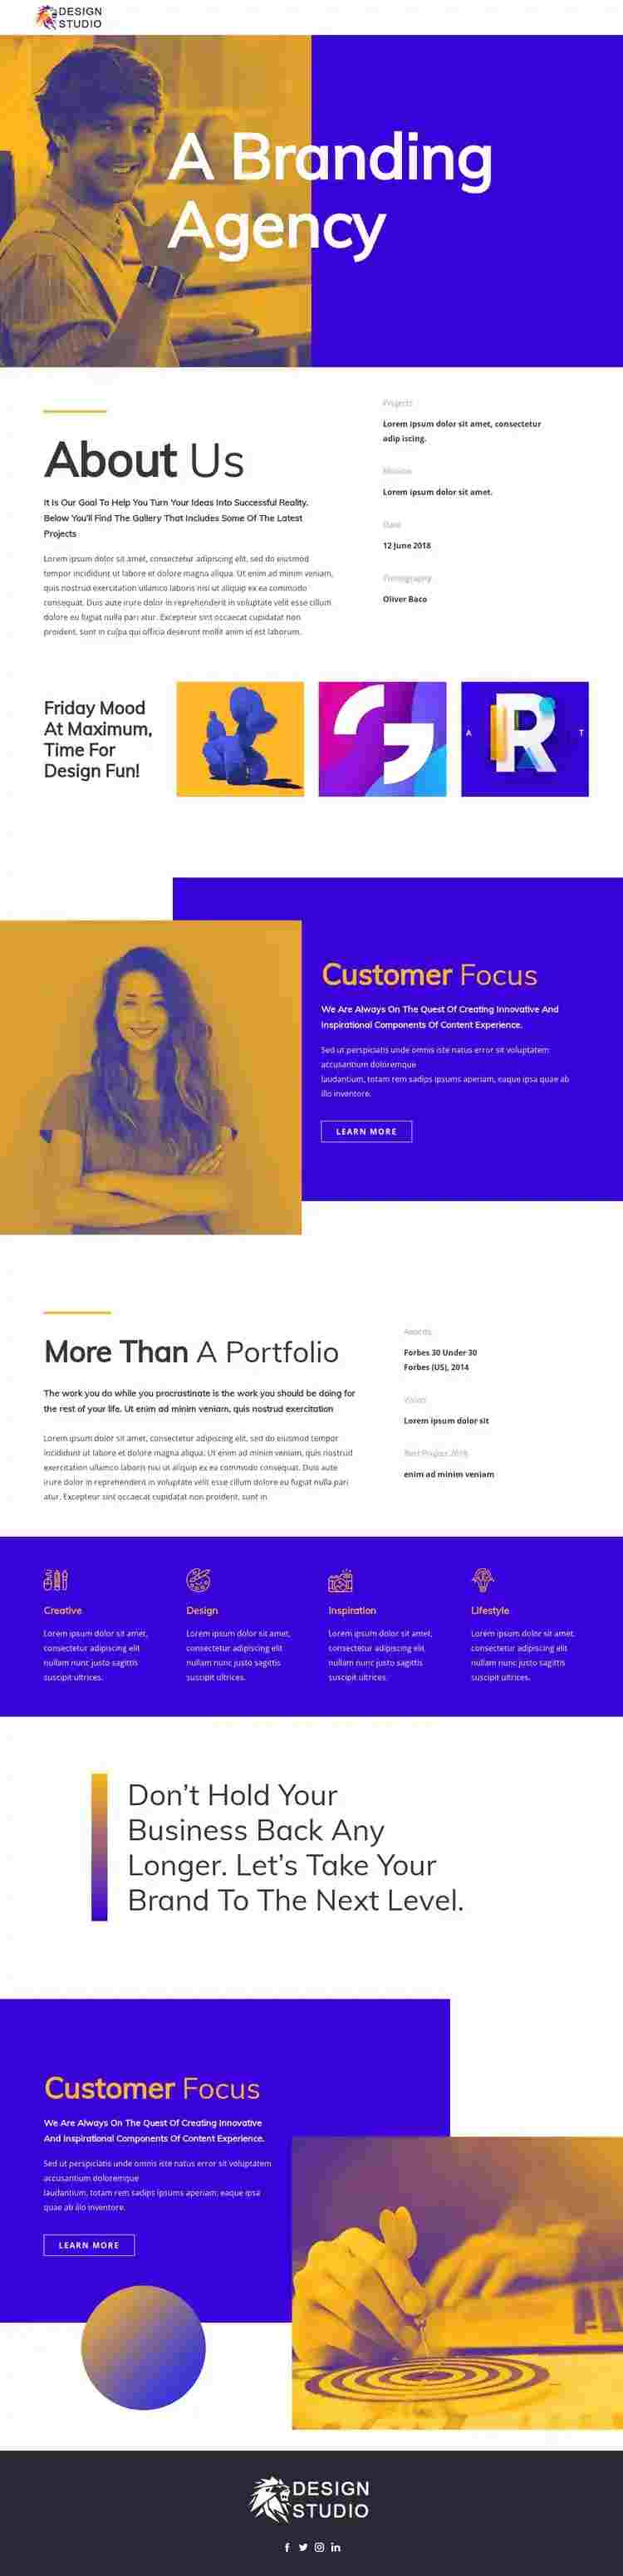 DESIGN
STUDIO
A Branding
Agency
About Us
It Is Our Goal To Help You Turn Your Ideas Into Successful Reality.
Below You'll Find The Gallery That Includes Some Of The Latest
Projects
Lorem ipsum dolor sit amet, consectetur adipiscing elit, sed do eiusmod
tempor incididunt ut labore et dolore magna aliqua. Ut enim ad minim veniam,
quis nostrud exercitation ullamco laboris nisi ut aliquip ex ea commodo
consequat. Duis aute irure dolor in reprehenderit in voluptate velit esse cillum
dolore eu fugiat nulla pari atur. Excepteur sint occaecat cupidatat non
proident, sunt in culpa qui officia deserunt mollit anim id est laborum.
Projects
Lorem ipsum dolor sit amet, consectetur
adip iscing.
Lorem ipsum dolor sit amet.
Date
12 June 2018
Oliver Baco
Friday Mood
At Maximum,
Time For
Design Fun!
A R T
Customer Focus
We Are Always On The Quest Of Creating Innovative And
Inspirational Components Of Content Experience.
Sed ut perspiciatis unde omnis iste natus error sit voluptatem
accusantium doloremque
laudantium, totam rem sadips ipsums aperiam, eaque ipsa quae ab
illo inventore.
LEARN MORE
More Than A Portfolio
The work you do while you procrastinate is the work you should be doing for
the rest of your life. Ut enim ad minim veniam, quis nostrud exercitation
Lorem ipsum dolor sit amet, consectetur adipiscing elit, sed do eiusmod tempor
incididunt ut labore et dolore magna aliqua. Ut enim ad minim veniam, quis nostrud
exercitation ullamco laboris nisi ut aliquip ex ea commodo consequat. Duis aute
irure dolor in reprehenderit in voluptate velit esse cillum dolore eu fugiat nulla pari
atur. Excepteur sint occaecat cupidatat non proident, sunt in
Awards
Forbes 30 Under 30
Forbes (US), 2014
Lorem ipsum dolor sit
Best Project 2018
enim ad minim veniam
Creative
Lorem ipsum dolor sit amet,
consectetur adipiscing elit
nullam nunc justo sagittis
suscipit ultrices.
Design
Lorem ipsum dolor sit amet,
consectetur adipiscing elit
nullam nunc justo sagittis
suscipit ultrices.
Inspiration
Lorem ipsum dolor sit amet,
consectetur adipiscing elit
nullam nunc justo sagittis
suscipit ultrices.
Lifestyle
Lorem ipsum dolor sit amet,
consectetur adipiscing elit
nullam nunc justo sagittis
suscipit ultrices.
Don't Hold Your
Business Back Any
Longer. Let's Take Your
Brand To The Next Level.
Customer Focus
We Are Always On The Quest Of Creating Innovative
And Inspirational Components Of Content Experience.
Sed ut perspiciatis unde omnis iste natus error sit voluptatem
accusantium doloremque
laudantium, totam rem sadips ipsums aperiam, eaque ipsa
quae ab illo inventore.
LEARN MORE
DESIGN
STUDIO